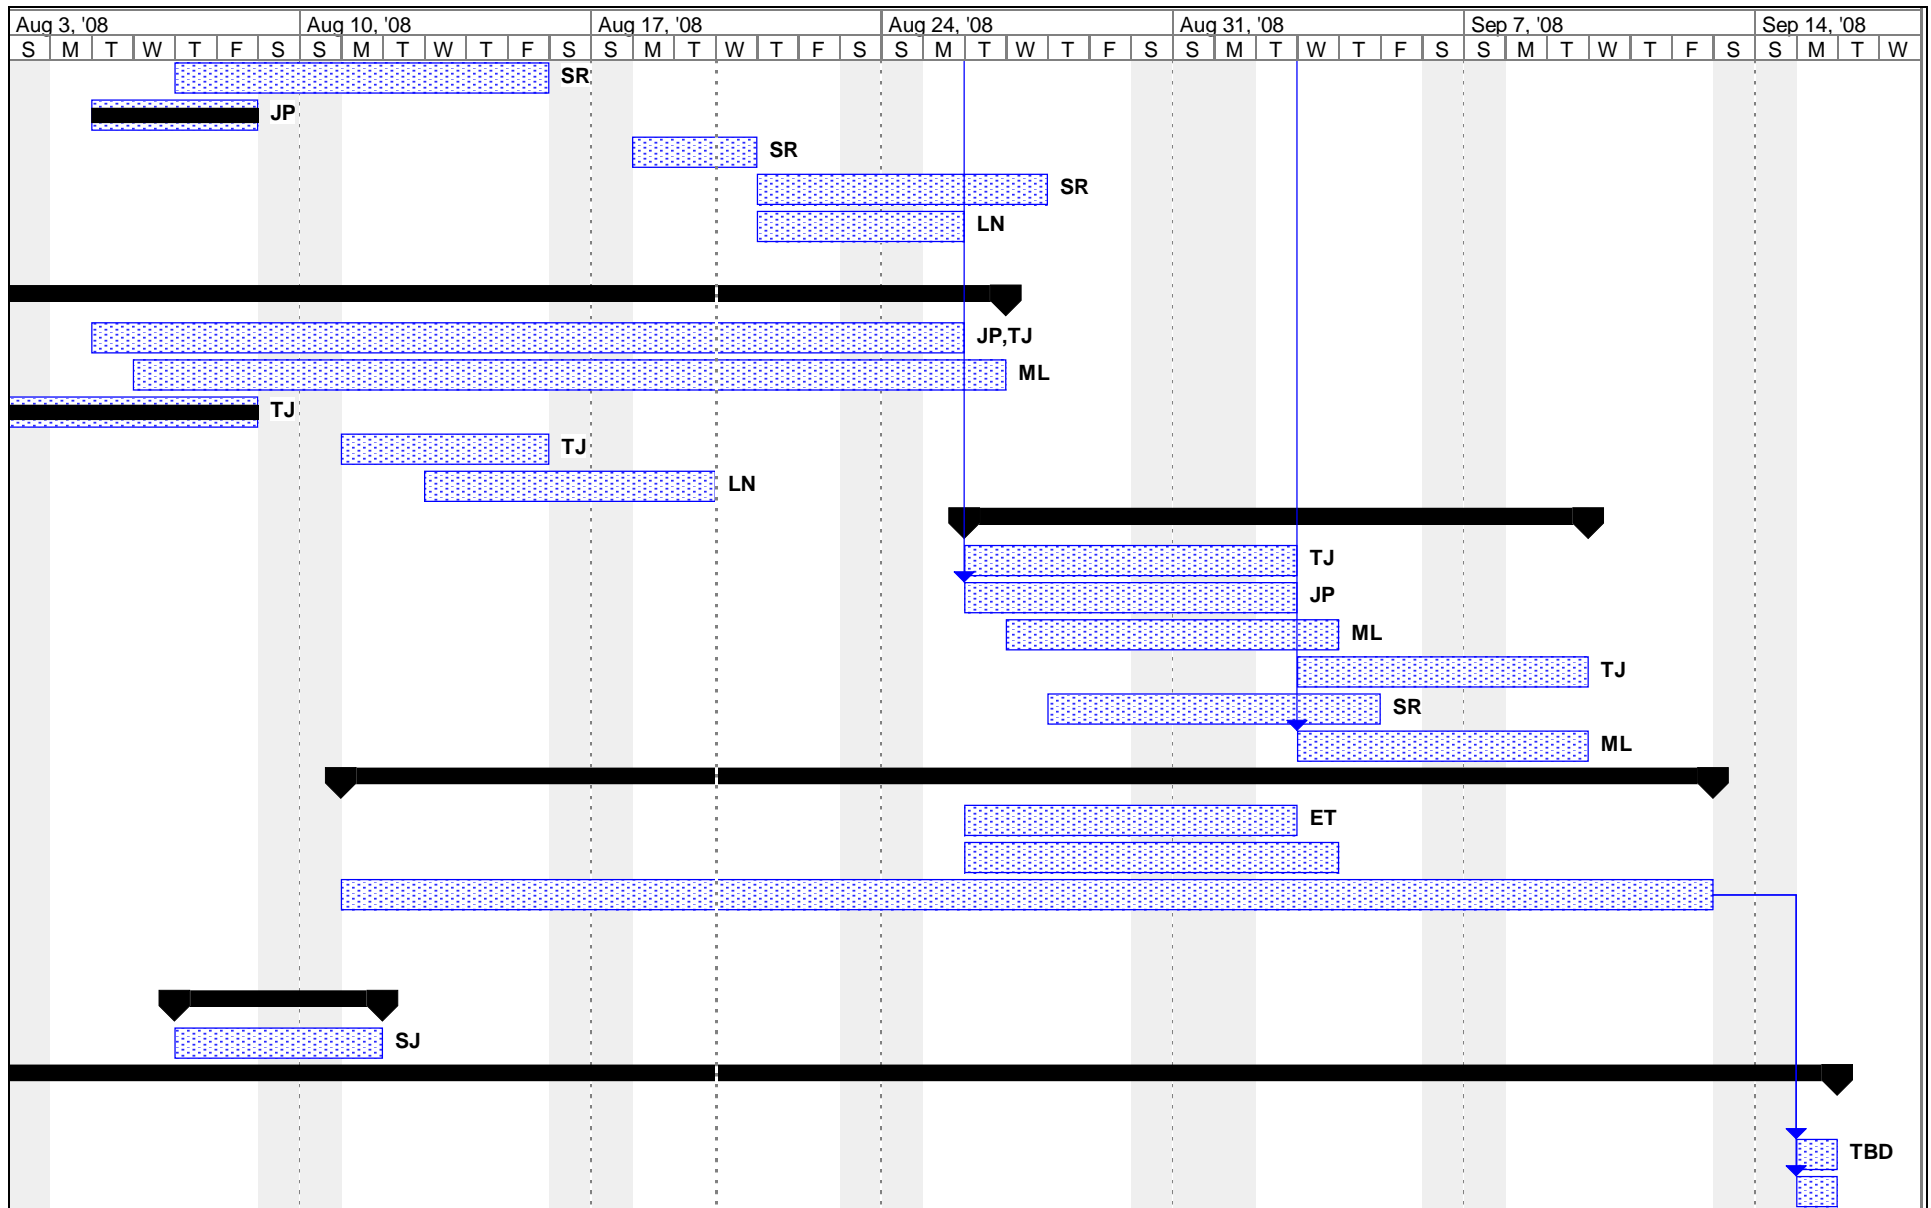 Aug 3, '08 Aug 10, '08 Aug 17, '08 Aug 24, '08 Aug 31, '08 Sep 7, '08 Sep 14, '08
S M T W T F S S M T W T F S S M T W T F S S M T W T F S S M T W T F S S M T W T F S S M T W
SR
JP
SR
SR
LN
JP,TJ
ML
TJ
TJ
LN
TJ
JP
ML
TJ
SR
ML
ET
SJ
TBD